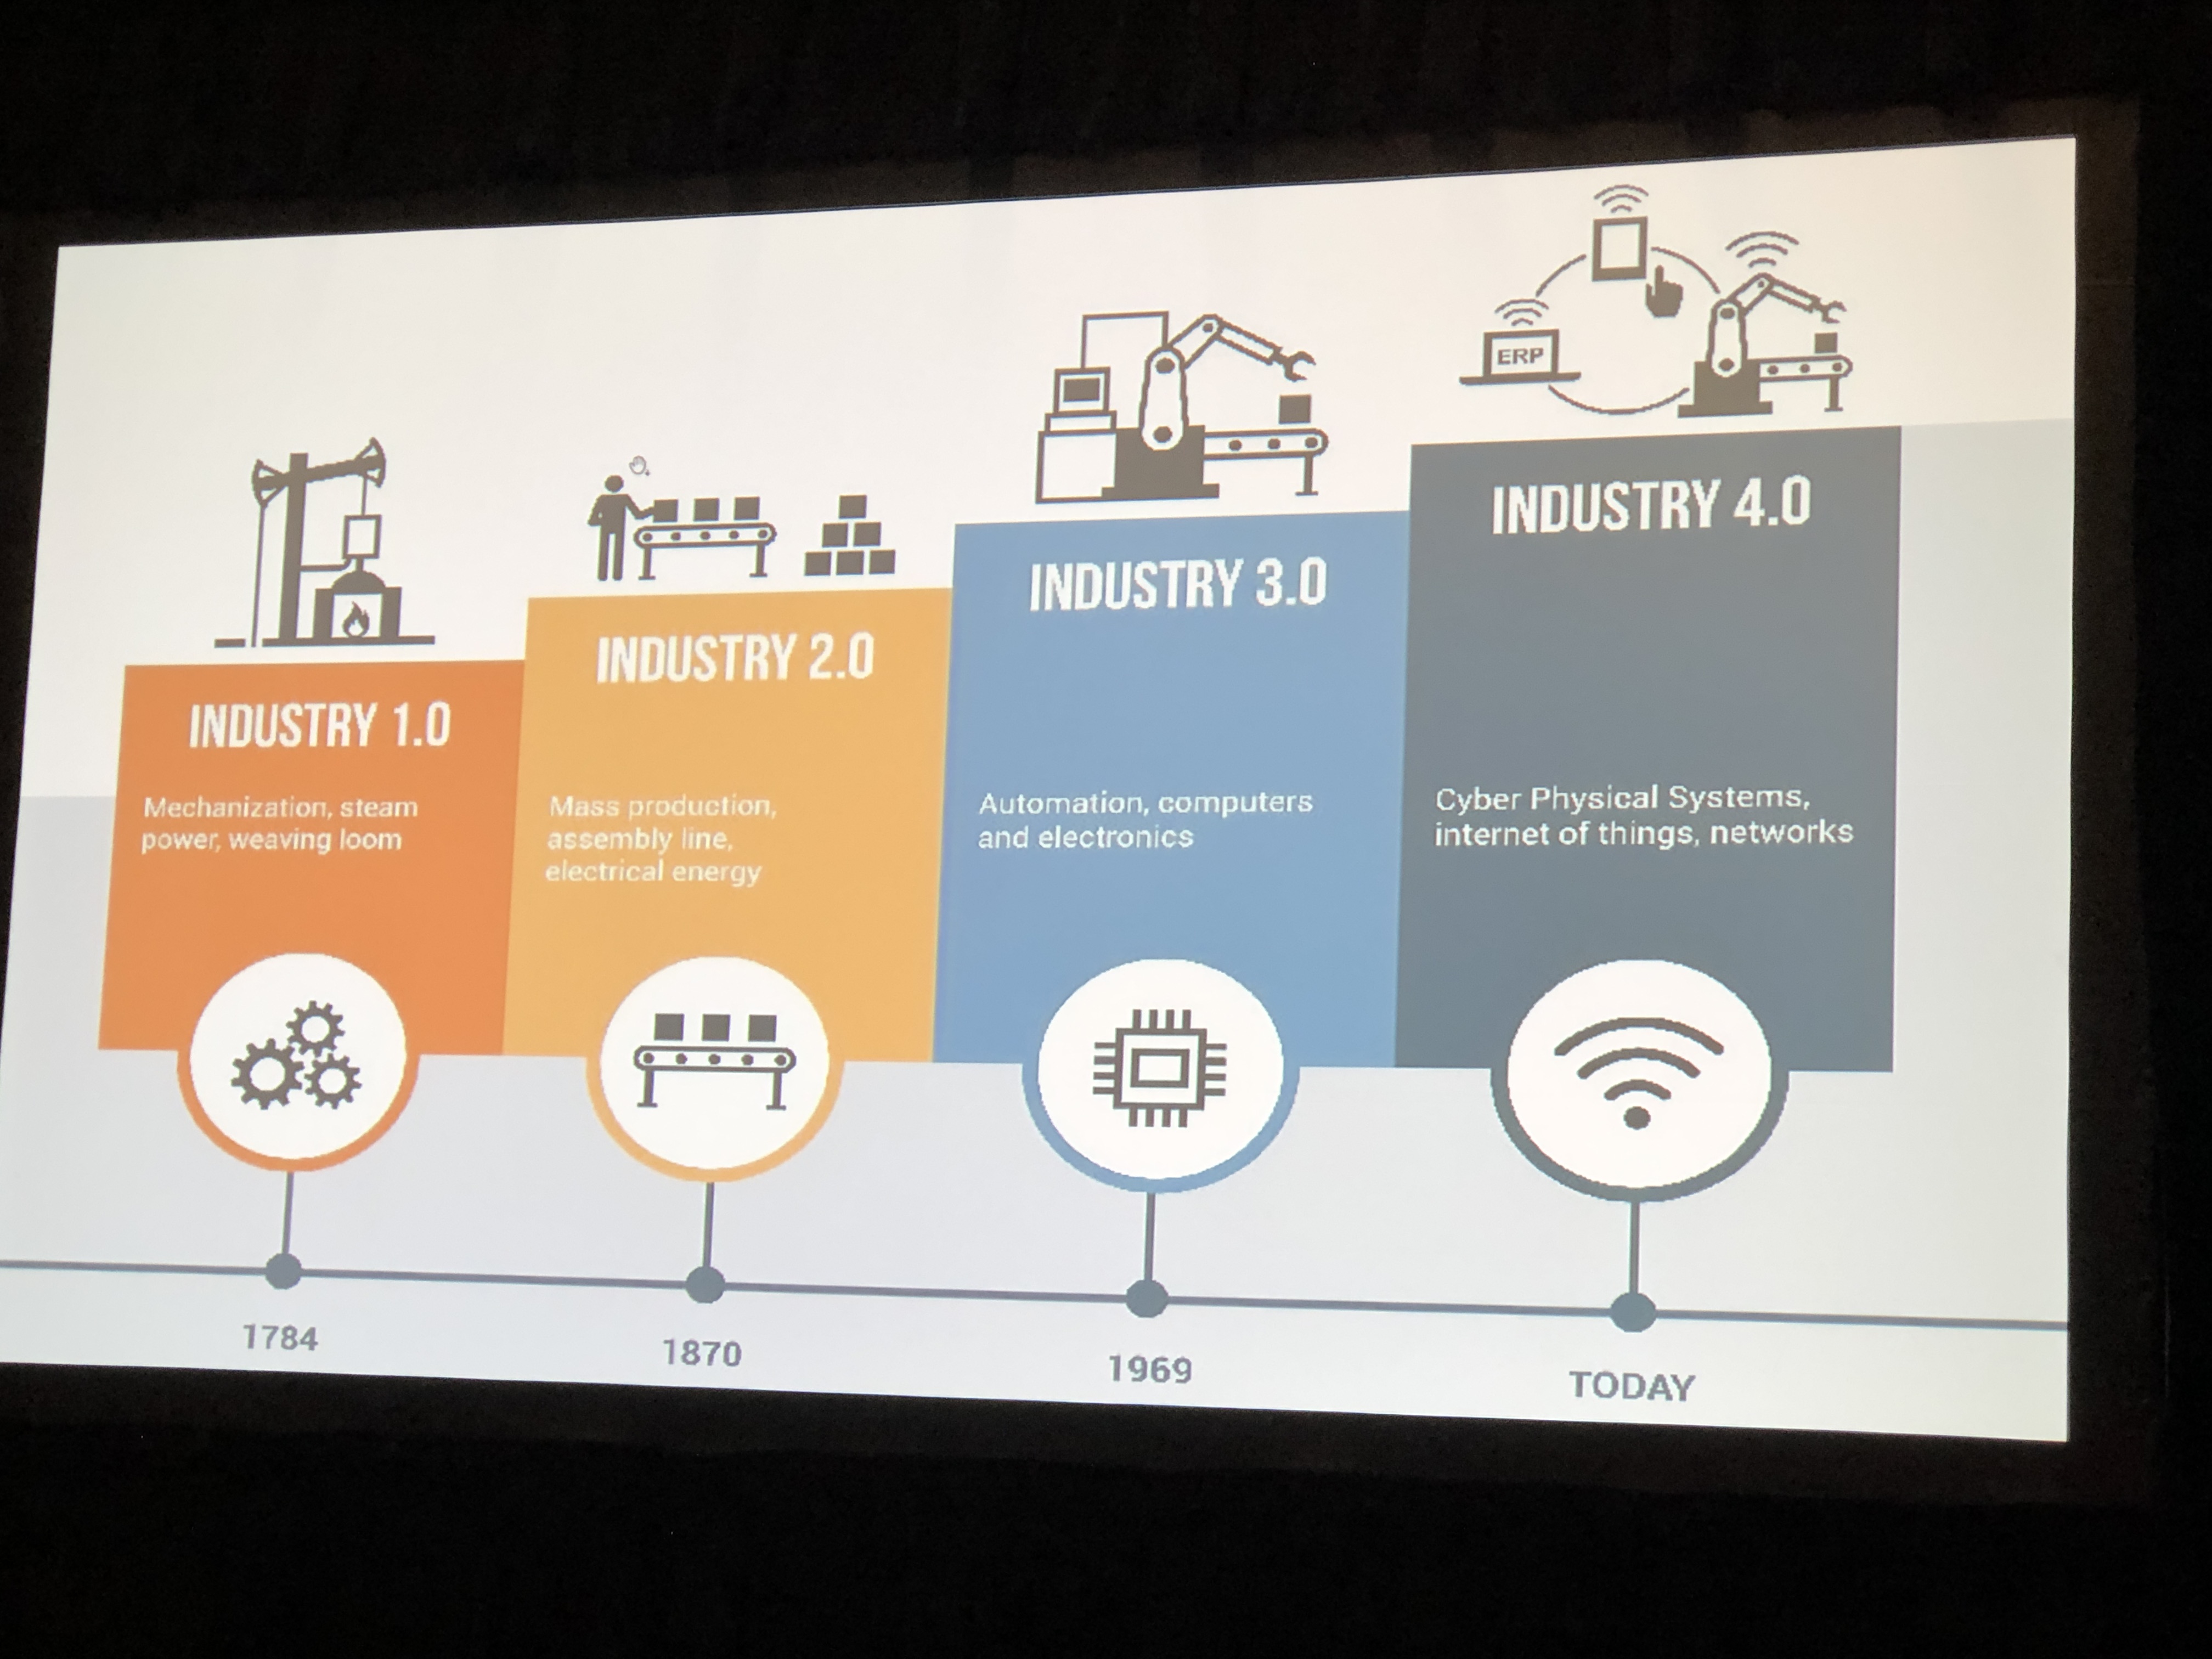 ERP
INDUSTRY 1.0
Mechanization, steam
power, weaving loom
1784
INDUSTRY 2.0
Mass production,
assembly line,
electrical energy
1870
INDUSTRY 3.0
Automation, computers
and electronics
1969
INDUSTRY 4.0
Cyber Physical Systems,
internet of things, networks
TODAY